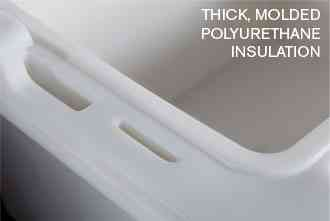 THICK, MOLDED
POLYURETHANE
INSULATION